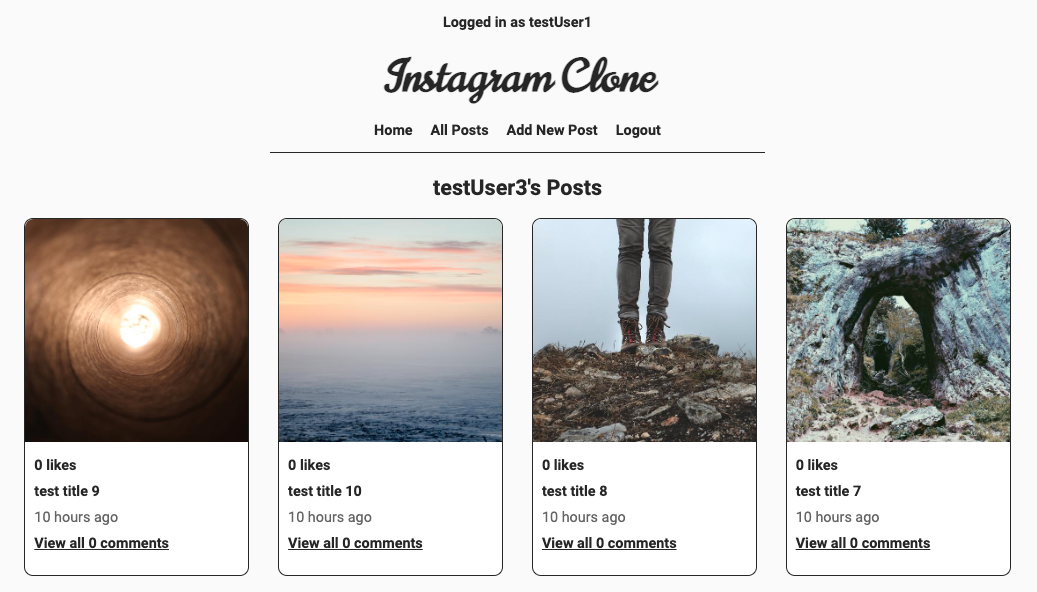 Logged in as testUser1
Instagram Clone
Home All Posts Add New Post Logout
testUser3's Posts
0 likes
test title 9
10 hours ago
View all 0 comments
0 likes
test title 10
10 hours ago
View all 0 comments
0 likes
test title 8
10 hours ago
View all 0 comments
0 likes
test title 7
10 hours ago
View all 0 comments